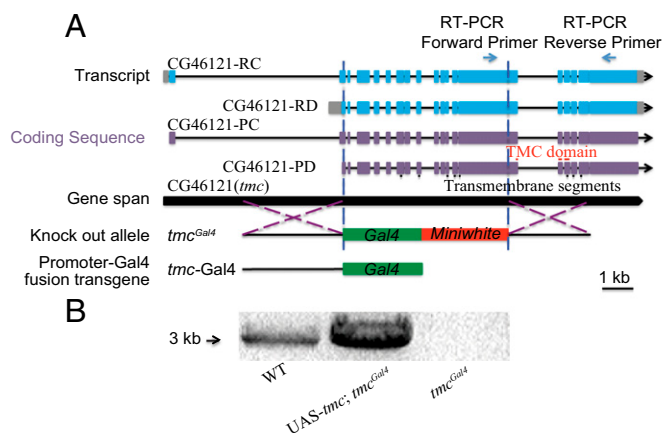 A
RT-PCR
Forward Primer
RT-PCR
Reverse Primer
CG46121-RC
Transcript
CG46121-RD
CG46121-PC
Coding Sequence
TMC domain
CG46121-PD
Transmembrane segments
CG46121(tmc)
Gene span
Knock out allele
tmcGal4
Gal4
Miniwhite
Promoter-Gal4
fusion transgene
tmc-Gal4
Gal4
1 kb
B
3 kb
WT
UAS-tmc; tmcGal4
tmcGal4